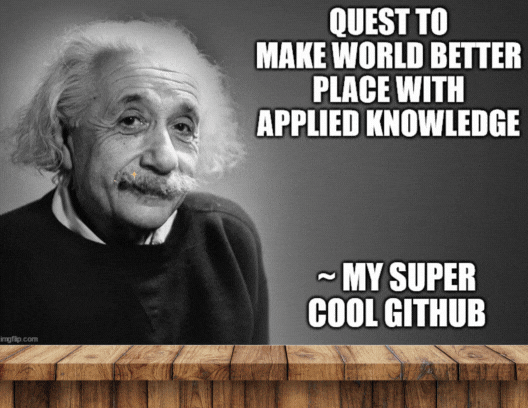 QUEST TO
MAKE WORLD BETTER
PLACE WITH
APPLIED KNOWLEDGE
~ MY SUPER
COOL GITHUB
imgflip.com